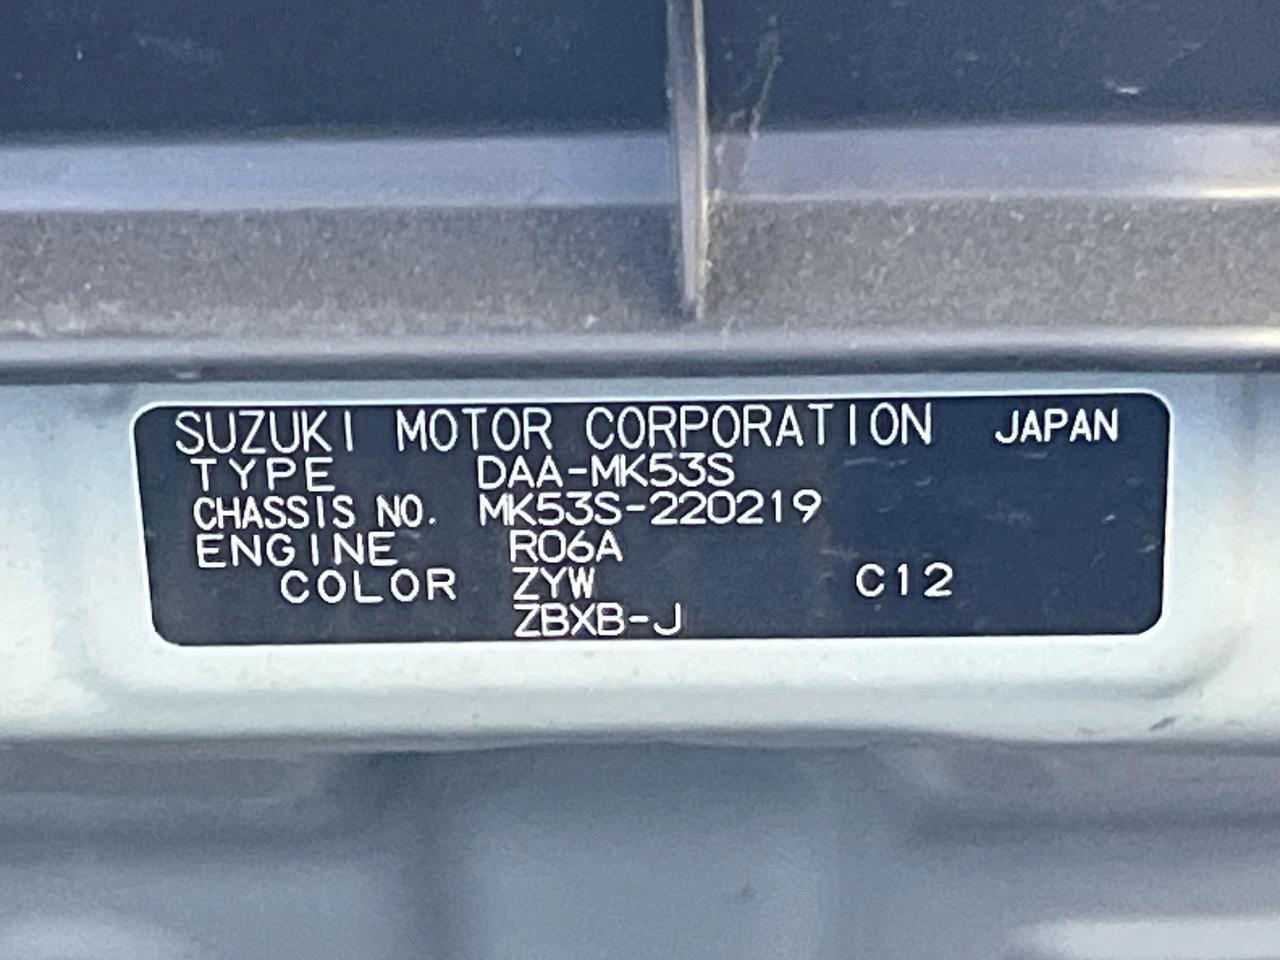 SUZUKI MOTOR CORPORATION JAPAN
TYPE DAA-MK53S
CHASSIS NO. MK53S-220219
ENGINE R06A
COLOR ZYW C12
ZBXB-J